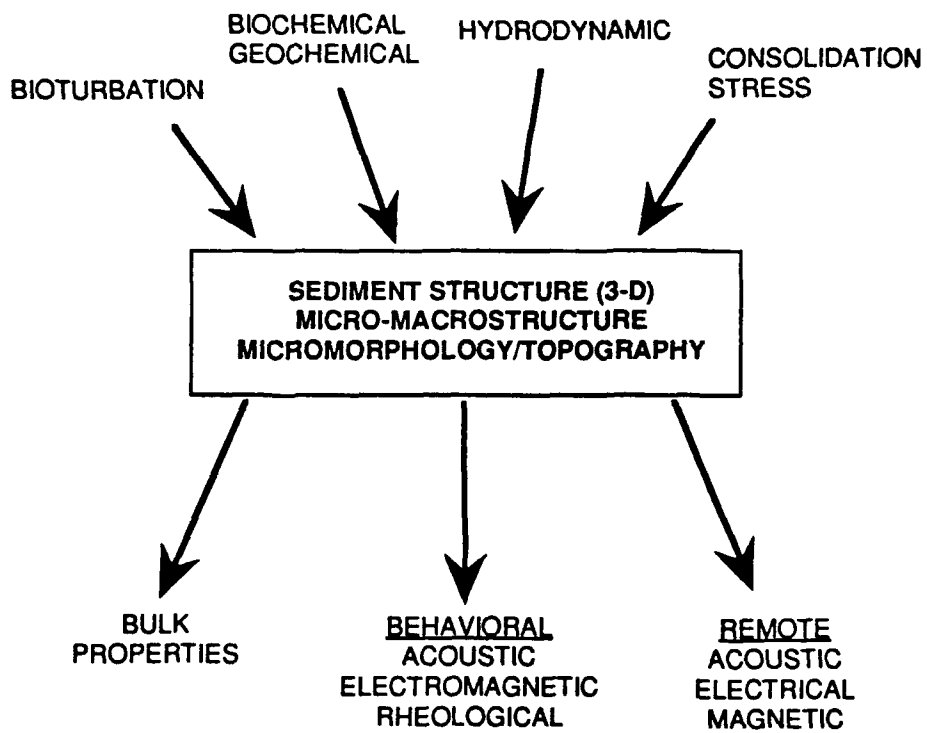 BIOTURBATION
BIOCHEMICAL
GEOCHEMICAL
HYDRODYNAMIC
CONSOLIDATION
STRESS
SEDIMENT STRUCTURE (3-D)
MICRO-MACROSTRUCTURE
MICROMORPHOLOGY/TOPOGRAPHY
BULK
PROPERTIES
BEHAVIORAL
ACOUSTIC
ELECTROMAGNETIC
RHEOLOGICAL
REMOTE
ACOUSTIC
ELECTRICAL
MAGNETIC